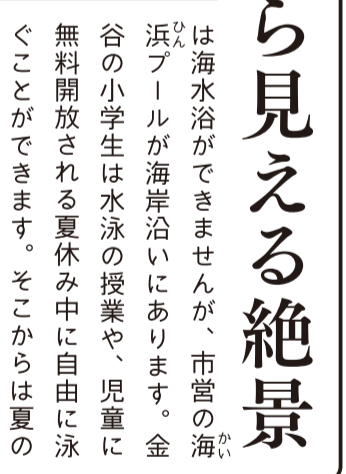 ら見える絶景
は海水浴ができませんが、市営の海
浜プールが海岸沿いにあります。金
谷の小学生は水泳の授業や、児童に
無料開放される夏休み中に自由に泳
ぐことができます。そこからは夏の
かい
ひん